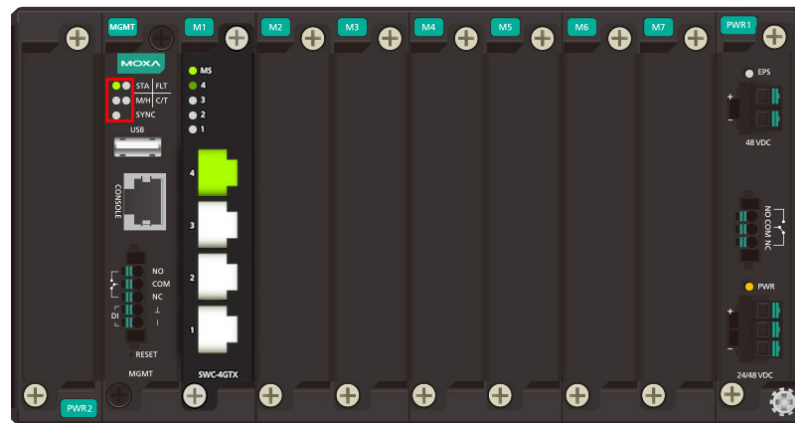 MGMT
M1
M2
M3
M4
M5
M6
M7
PWR1
MOXA
STA FLT
M/H C/T
SYNC
USB
CONSOLE
NO
COM
NC
DI
RESET
MGMT
MS
4
3
2
1
4
3
2
1
SWC-4GTX
EPS
+
-
48 VDC
NO COM NC
PWR
+
-
24/48 VDC
PWR2